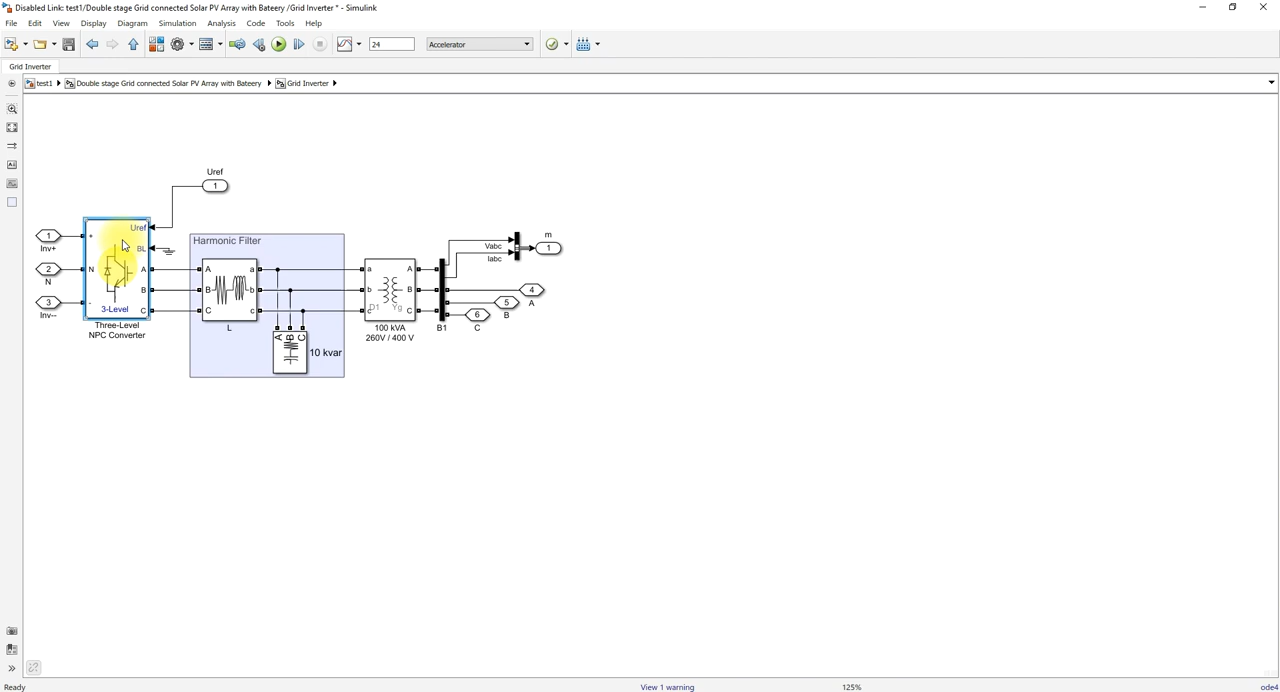 Disabled Link: test1/Double stage Grid connected Solar PV Array with Bateery /Grid Inverter * - Simulink
File Edit View Display Diagram Simulation Analysis Code Tools Help
24
Accelerator
Grid Inverter
test1
Double stage Grid connected Solar PV Array with Bateery
Grid Inverter
Uref
1
1
Inv+
2
N
3
Inv--
+
N
-
Uref
BL
A
B
C
3-Level
Three-Level
NPC Converter
Harmonic Filter
A
B
C
a
b
c
L
A
B
C
10 kvar
a
b
c
A
B
C
D1
Yg
100 kVA
260V / 400 V
B1
Vabc
Iabc
m
1
4
A
5
B
6
C
Ready
View 1 warning
125%
ode4